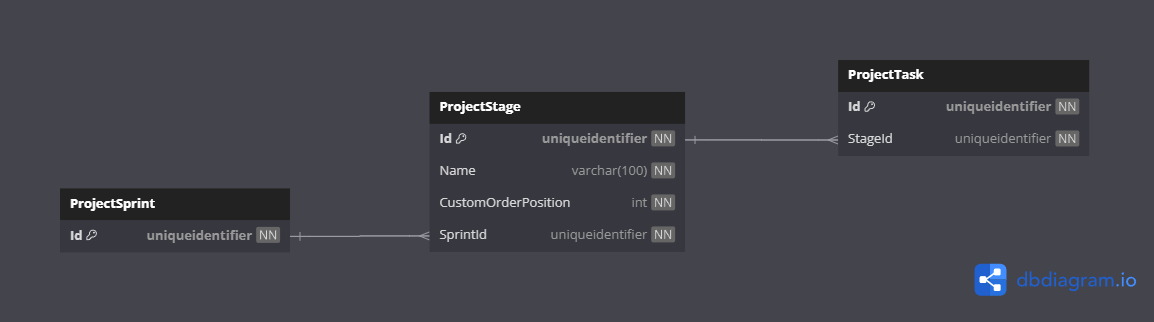 ProjectSprint
Id uniqueidentifier NN
ProjectStage
Id uniqueidentifier NN
Name varchar(100) NN
CustomOrderPosition int NN
SprintId uniqueidentifier NN
ProjectTask
Id uniqueidentifier NN
StageId uniqueidentifier NN
dbdiagram.io